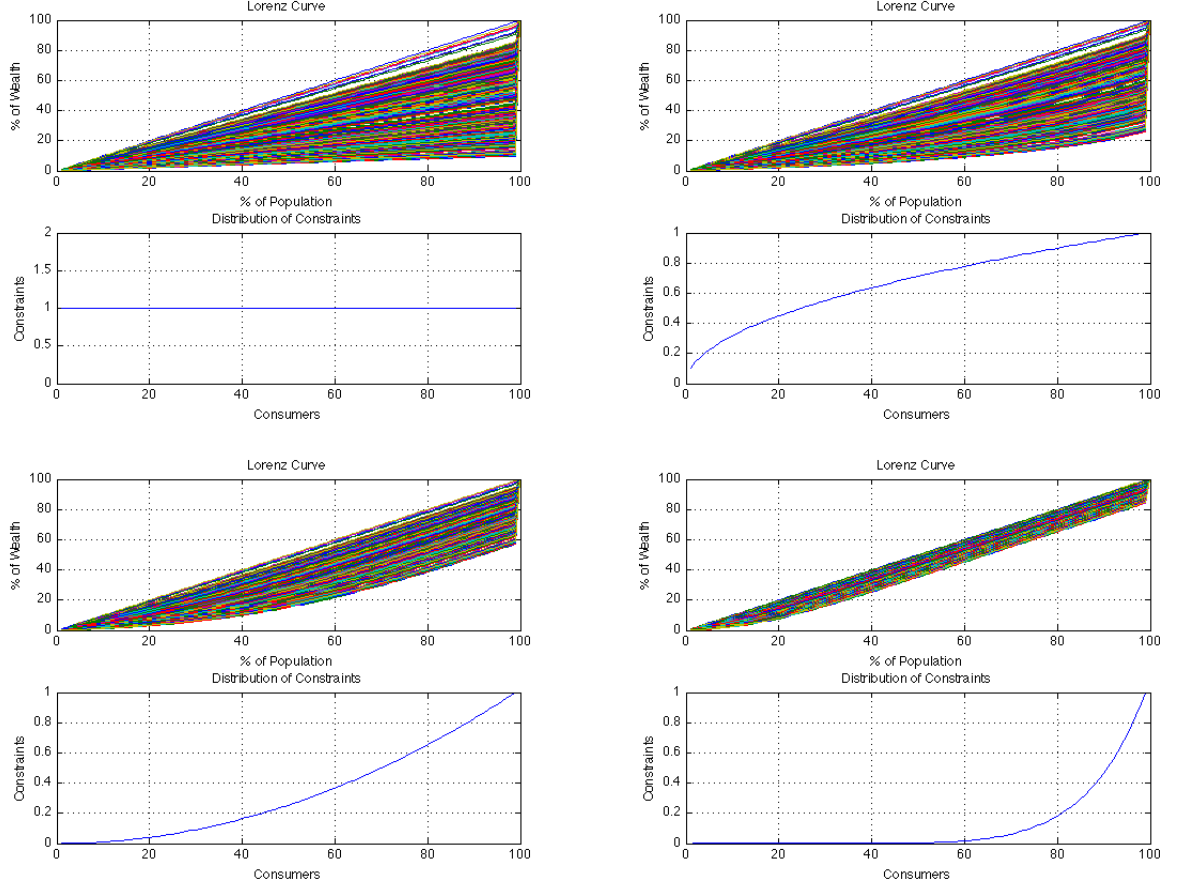 Lorenz Curve
% of Wealth
100
80
60
40
20
0
0 20 40 60 80 100
% of Population
Distribution of Constraints
Constraints
2
1.5
1
0.5
0
0 20 40 60 80 100
Consumers
Lorenz Curve
% of Wealth
100
80
60
40
20
0
0 20 40 60 80 100
% of Population
Distribution of Constraints
Constraints
1
0.8
0.6
0.4
0.2
0
0 20 40 60 80 100
Consumers
Lorenz Curve
% of Wealth
100
80
60
40
20
0
0 20 40 60 80 100
% of Population
Distribution of Constraints
Constraints
1
0.8
0.6
0.4
0.2
0
0 20 40 60 80 100
Consumers
Lorenz Curve
% of Wealth
100
80
60
40
20
0
0 20 40 60 80 100
% of Population
Distribution of Constraints
Constraints
1
0.8
0.6
0.4
0.2
0
0 20 40 60 80 100
Consumers